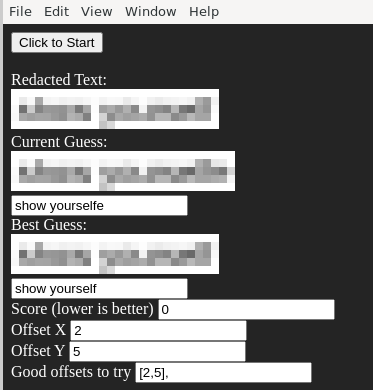 File Edit View Window Help
Click to Start
Redacted Text:
Current Guess:
show yourselfe
Best Guess:
show yourself
Score (lower is better) 0
Offset X 2
Offset Y 5
Good offsets to try [2,5],